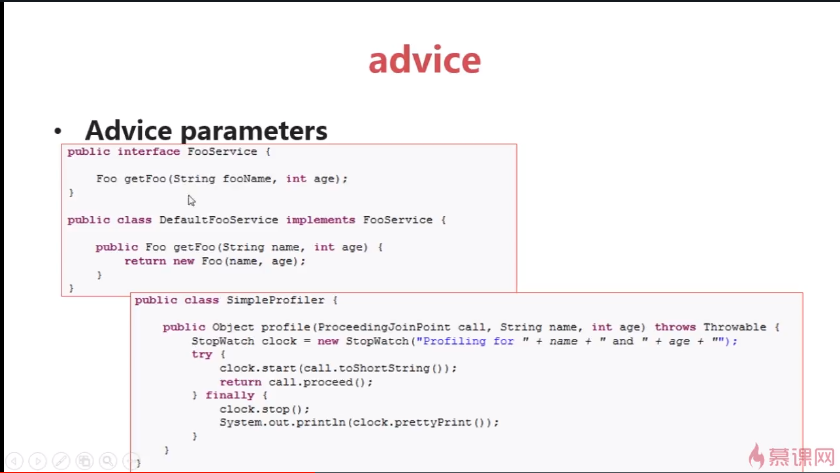 advice
• Advice parameters
public interface FooService {
Foo getFoo(String fooName, int age);
}
public class DefaultFooService implements FooService {
public Foo getFoo(String name, int age) {
return new Foo(name, age);
}
}
public class SimpleProfiler {
public Object profile(ProceedingJoinPoint call, String name, int age) throws Throwable {
StopWatch clock = new StopWatch("Profiling for " + name + " and " + age + "");
try {
clock.start(call.toShortString());
return call.proceed();
} finally {
clock.stop();
System.out.println(clock.prettyPrint());
}
}
}
慕课网